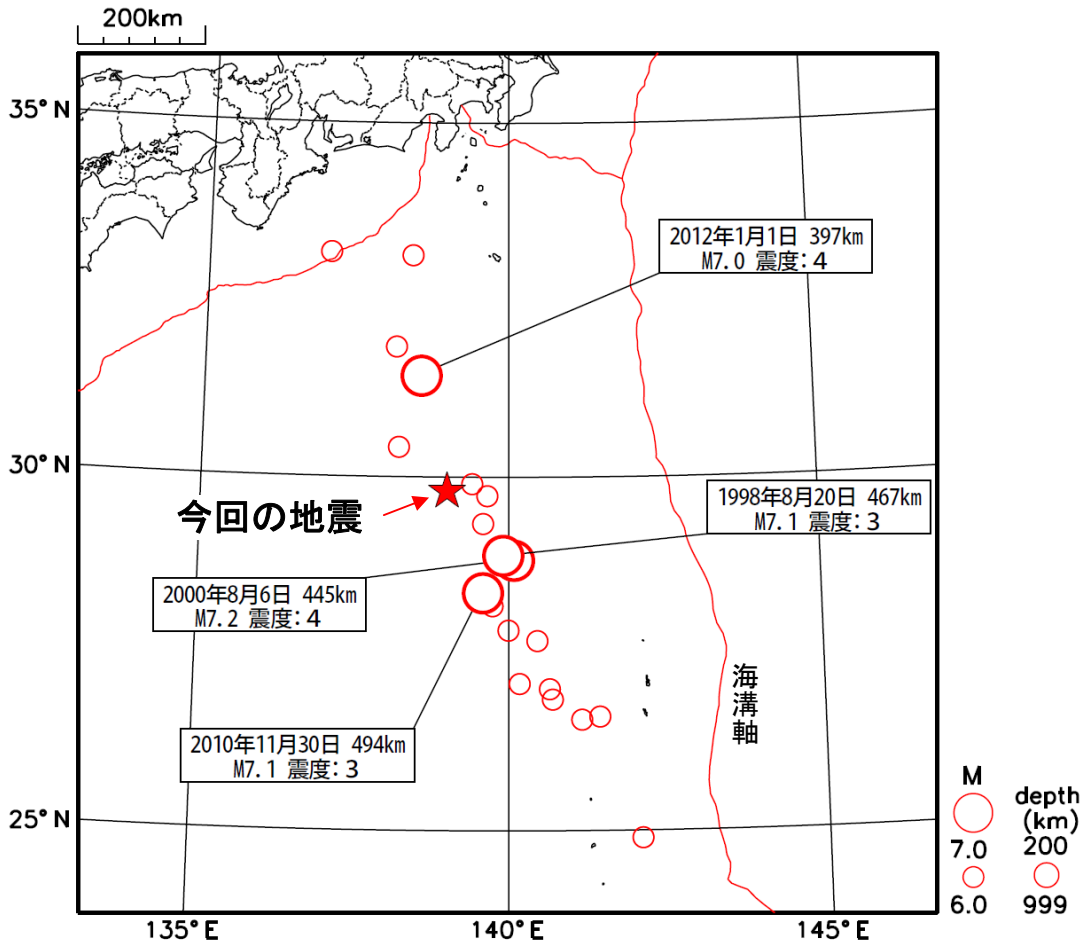 200km
35°N
2012年1月1日 397km
M7.0 震度:4
30°N
今回の地震
1998年8月20日 467km
M7.1 震度:3
2000年8月6日 445km
M7.2 震度:4
海溝軸
2010年11月30日 494km
M7.1 震度:3
25°N
M
depth
(km)
7.0 200
6.0 999
135°E 140°E 145°E